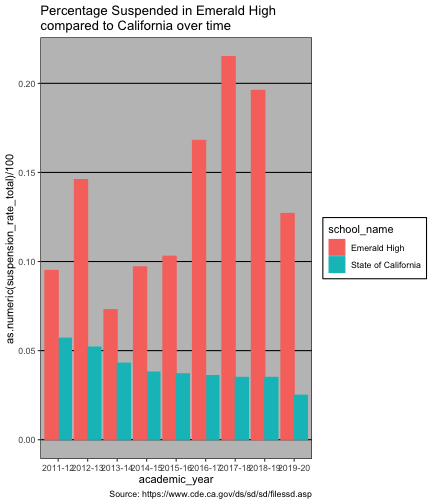 Percentage Suspended in Emerald High
compared to California over time
as.numeric(suspension_rate_total)/100
0.20
0.15
0.10
0.05
0.00
2011-12 2012-13 2013-14 2014-15 2015-16 2016-17 2017-18 2018-19 2019-20
academic_year
school_name
Emerald High
State of California
Source: https://www.cde.ca.gov/ds/sd/sd/filessd.asp